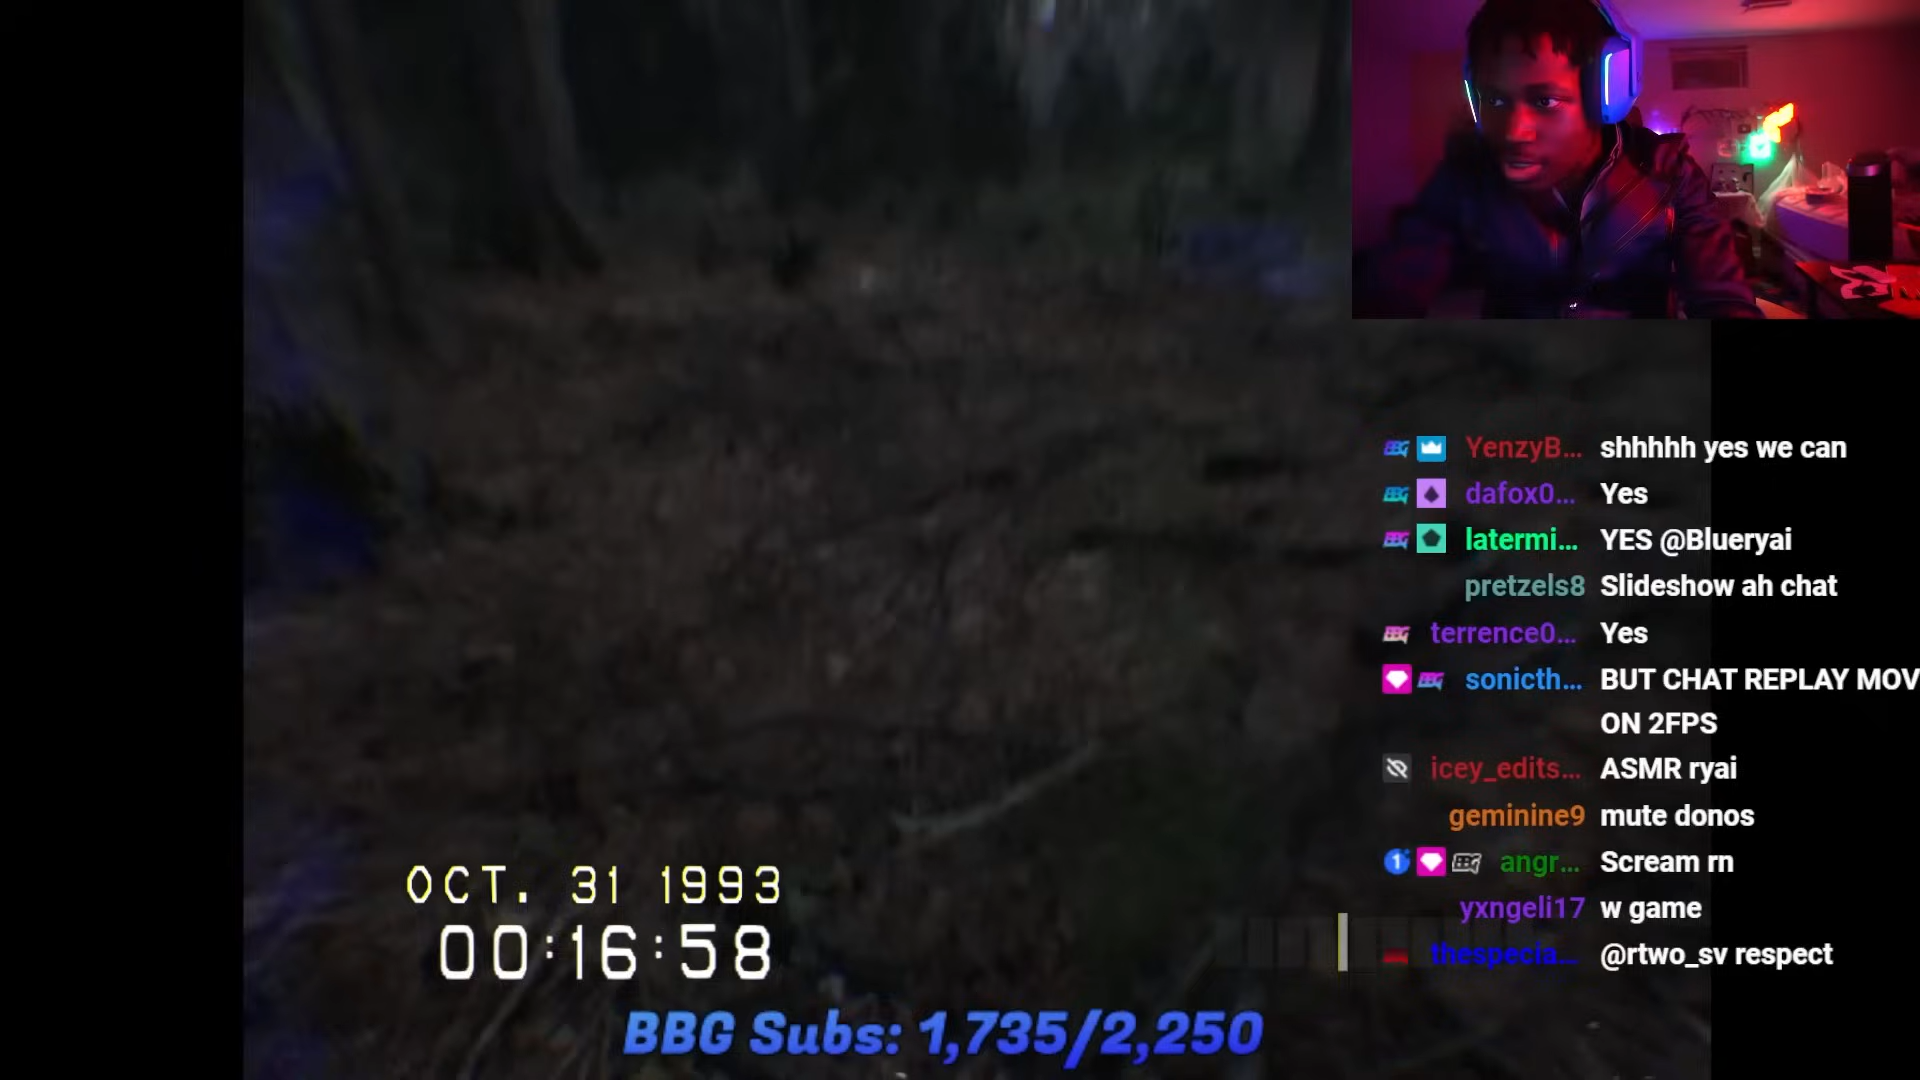 YenzyB... shhhhh yes we can
dafox0... Yes
latermi... YES @Blueryai
pretzels8 Slideshow ah chat
terrence0... Yes
sonicth... BUT CHAT REPLAY MOV
ON 2FPS
icey_edits... ASMR ryai
geminine9 mute donos
angr... Scream rn
yxngeli17 w game
thespecia... @rtwo_sv respect
OCT. 31 1993
00:16:58
BBG Subs: 1,735/2,250